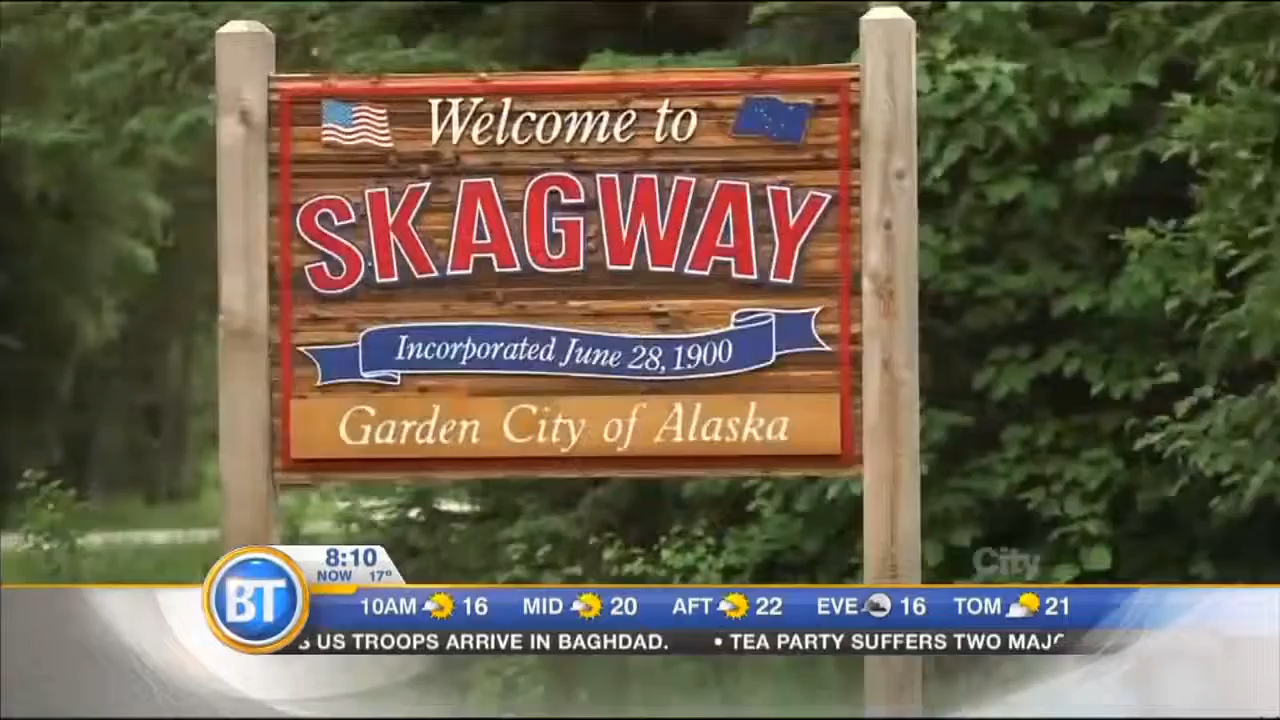 Welcome to
SKAGWAY
Incorporated June 28, 1900
Garden City of Alaska
City
8:10
NOW 17°
BT
10AM 16 MID 20 AFT 22 EVE 16 TOM 21
US TROOPS ARRIVE IN BAGHDAD. • TEA PARTY SUFFERS TWO